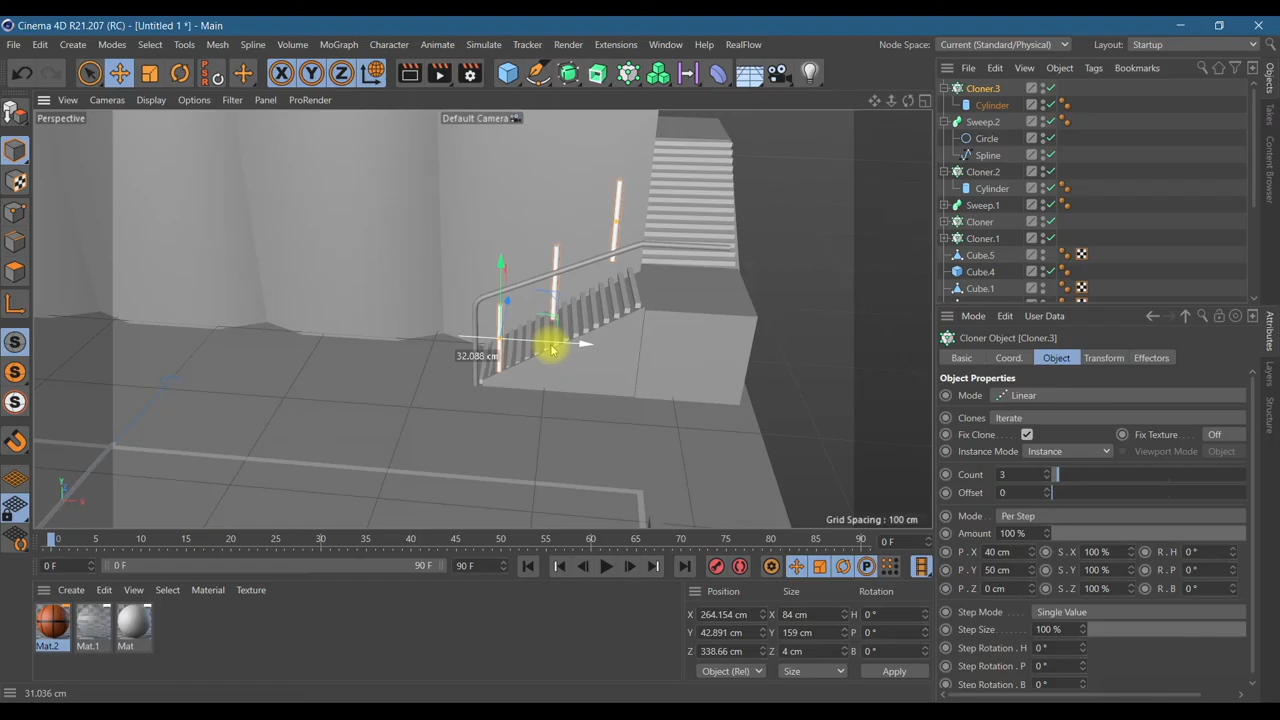 Cinema 4D R21.207 (RC) - [Untitled 1 *] - Main
File Edit Create Modes Select Tools Mesh Spline Volume MoGraph Character Animate Simulate Tracker Render Extensions Window Help RealFlow Node Space: Current (Standard/Physical) Layout: Startup
File Edit View Object Tags Bookmarks
View Cameras Display Options Filter Panel ProRender
Perspective Default Camera
Cloner.3
Cylinder
Sweep.2
Circle
Spline
Cloner.2
Cylinder
Sweep.1
Cloner
Cloner.1
Cube.5
Cube.4
Cube.1
Objects
Takes
Content Browser
32.088 cm
Grid Spacing : 100 cm
Mode Edit User Data
Cloner Object [Cloner.3]
Basic Coord. Object Transform Effectors
Object Properties
Mode Linear
Clones Iterate
Fix Clone Fix Texture . . . . Off
Instance Mode Instance Viewport Mode Object
Count 3
Offset 0
Mode Per Step
Amount 100 %
P . X 40 cm S . X 100 % R . H 0 °
P . Y 50 cm S . Y 100 % R . P 0 °
P . Z 0 cm S . Z 100 % R . B 0 °
Step Mode Single Value
Step Size 100 %
Step Rotation . H 0 °
Step Rotation . P 0 °
Step Rotation . B 0 °
Attributes
Layers
Structure
0 5 10 15 20 25 30 35 40 45 50 55 60 65 70 75 80 85 90 0 F
0 F 0 F 90 F 90 F
Create Edit View Select Material Texture
Mat.2 Mat.1 Mat
Position Size Rotation
X 264.154 cm X 84 cm H 0 °
Y 42.891 cm Y 159 cm P 0 °
Z 338.66 cm Z 4 cm B 0 °
Object (Rel) Size Apply
31.036 cm